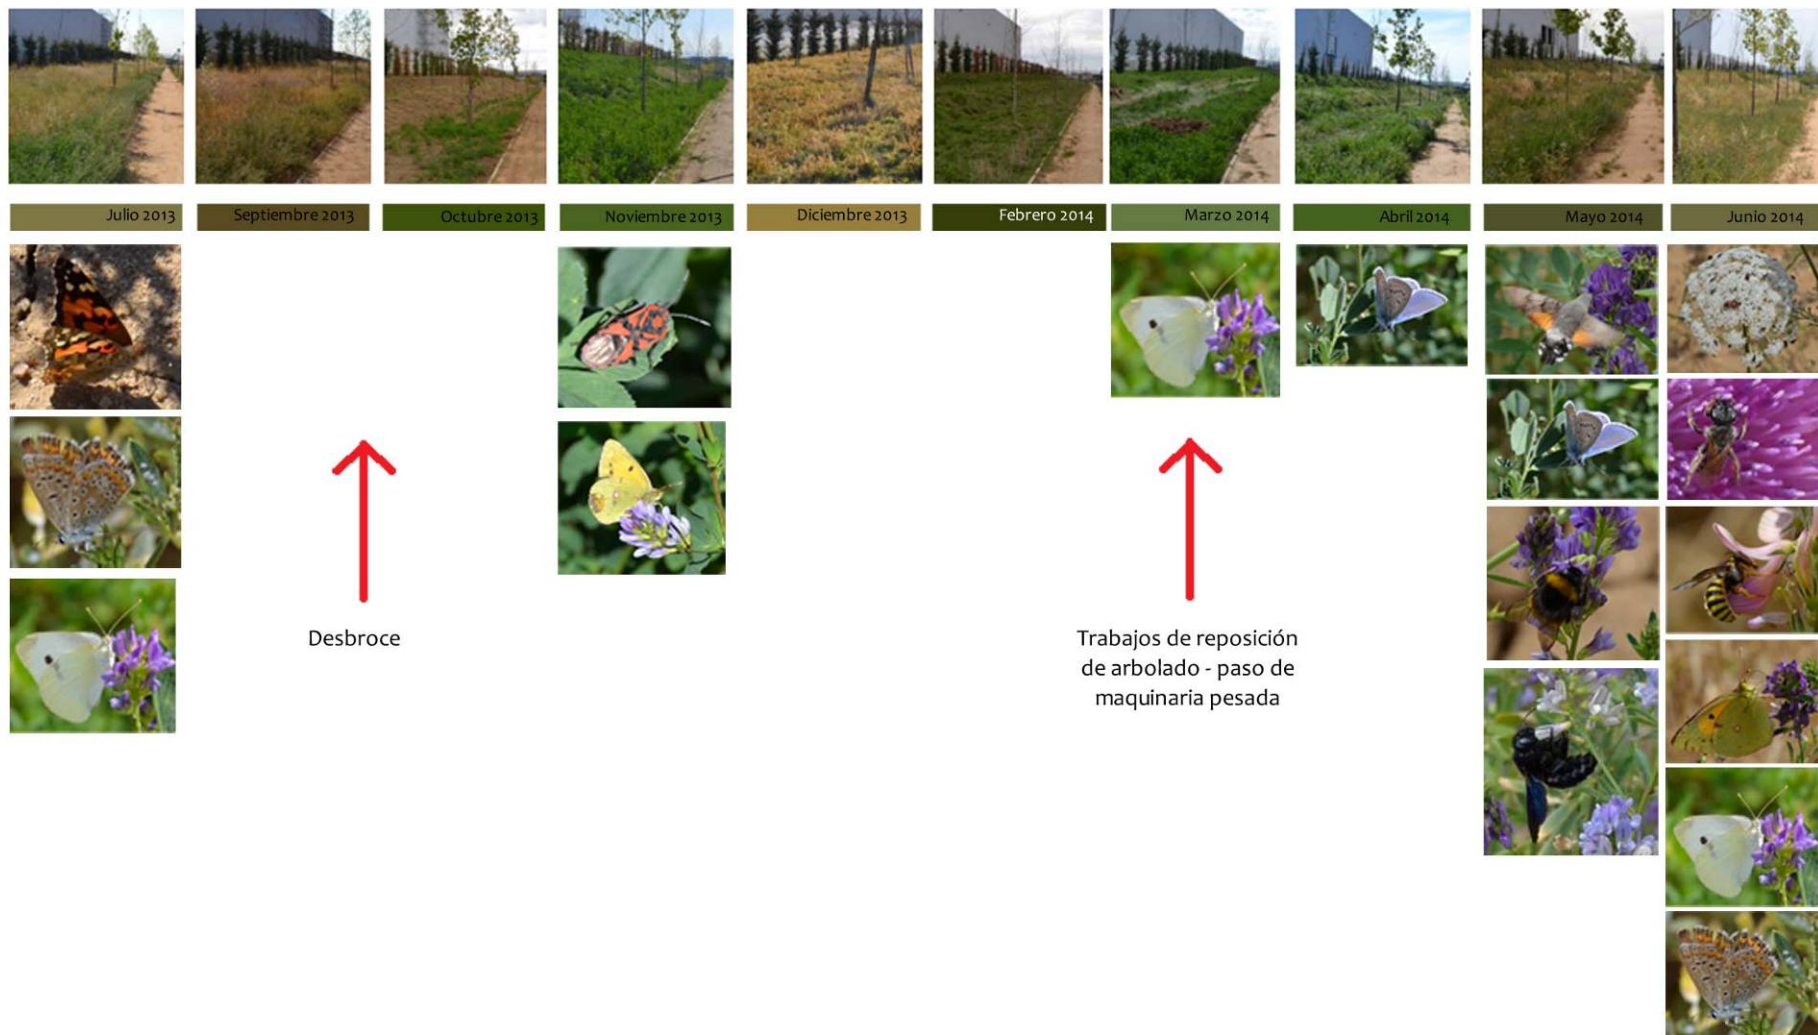 Julio 2013
Septiembre 2013
Octubre 2013
Noviembre 2013
Diciembre 2013
Febrero 2014
Marzo 2014
Abril 2014
Mayo 2014
Junio 2014
Desbroce
Trabajos de reposición
de arbolado - paso de
maquinaria pesada